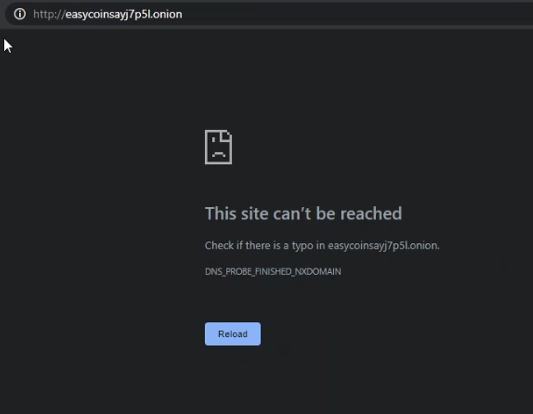 http://easycoinsayj7p5l.onion
This site can't be reached
Check if there is a typo in easycoinsayj7p5l.onion.
DNS_PROBE_FINISHED_NXDOMAIN
Reload